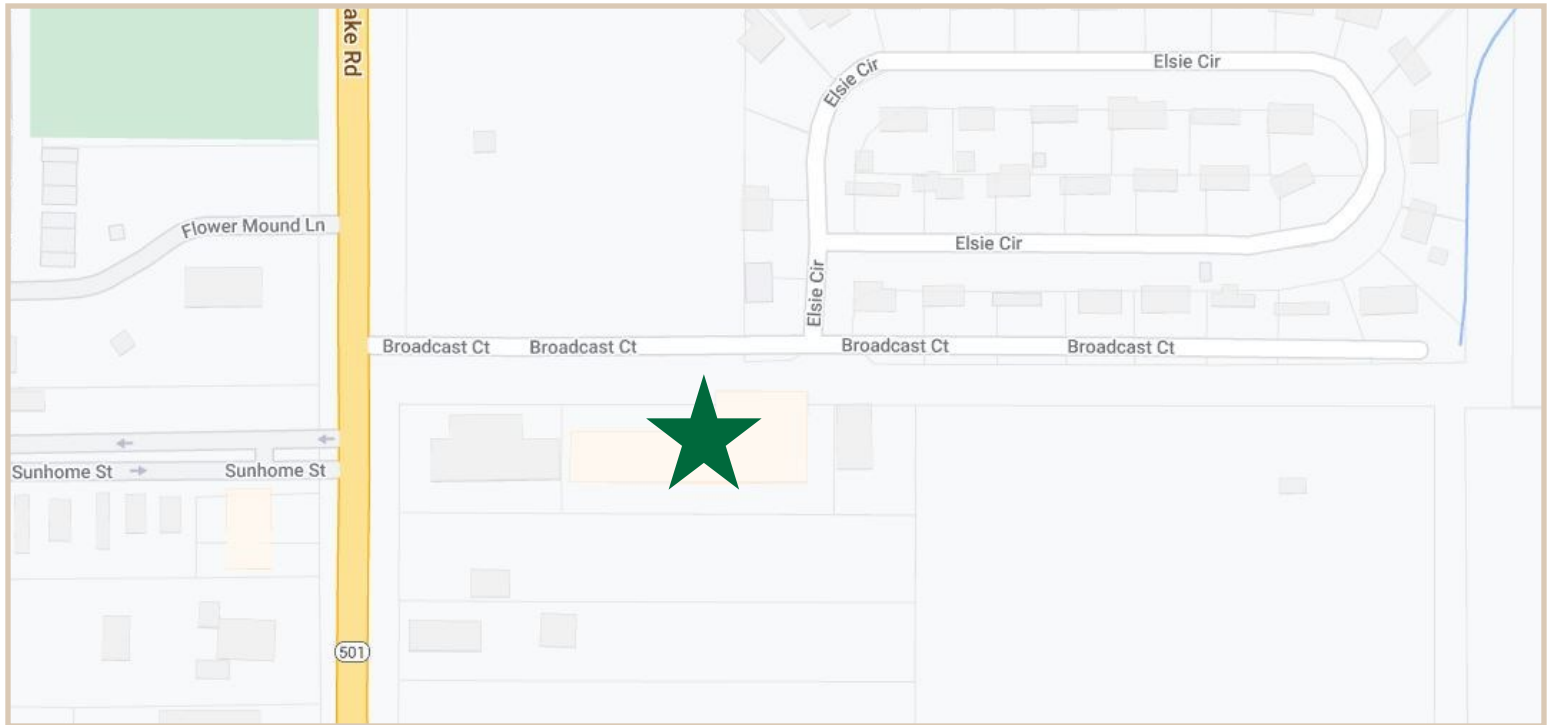 ake Rd
Elsie Cir
Elsie Cir
Flower Mound Ln
Elsie Cir
Elsie Cir
Broadcast Ct
Broadcast Ct
Broadcast Ct
Broadcast Ct
Sunhome St
Sunhome St
501